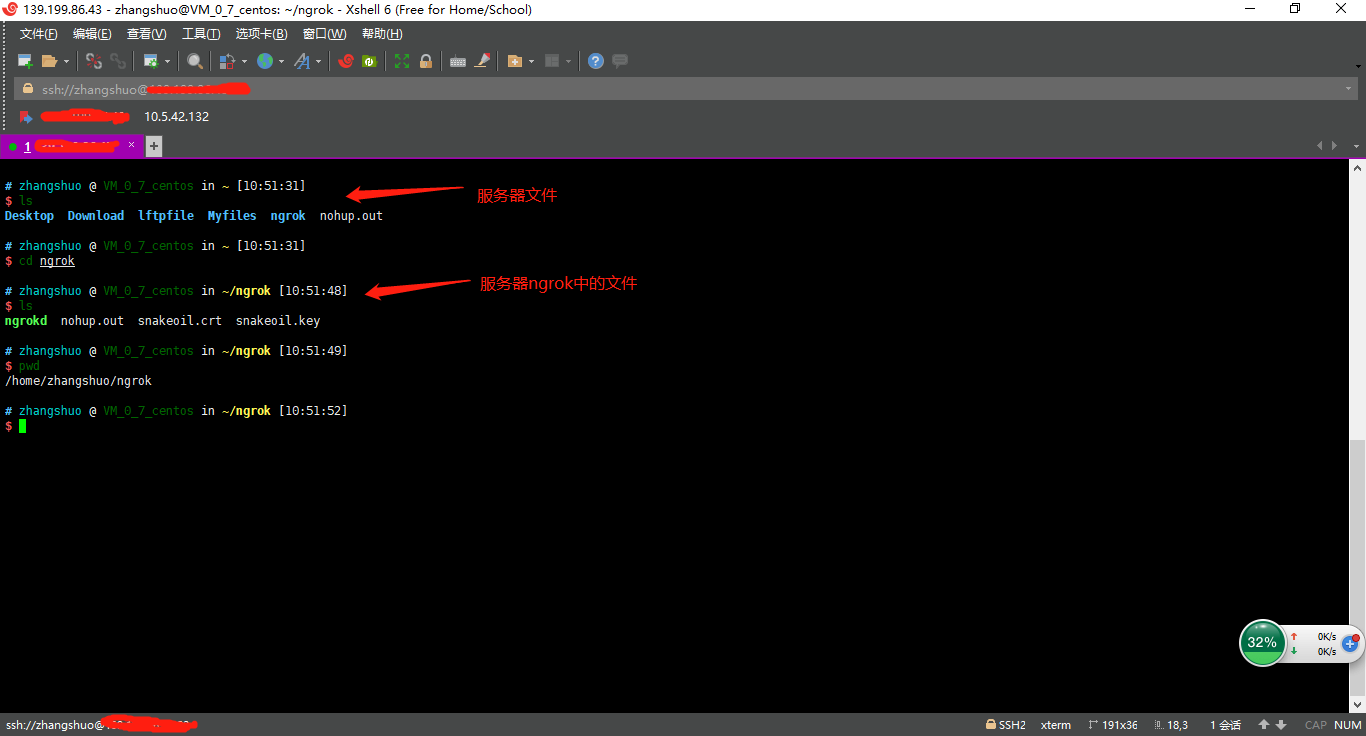 139.199.86.43 - zhangshuo@VM_0_7_centos: ~/ngrok - Xshell 6 (Free for Home/School)
文件(F) 编辑(E) 查看(V) 工具(T) 选项卡(B) 窗口(W) 帮助(H)
ssh://zhangshuo@
10.5.42.132
1
# zhangshuo @ VM_0_7_centos in ~ [10:51:31]
服务器文件
$ ls
Desktop Download lftpfile Myfiles ngrok nohup.out
# zhangshuo @ VM_0_7_centos in ~ [10:51:31]
$ cd ngrok
服务器ngrok中的文件
# zhangshuo @ VM_0_7_centos in ~/ngrok [10:51:48]
$ ls
ngrokd nohup.out snakeoil.crt snakeoil.key
# zhangshuo @ VM_0_7_centos in ~/ngrok [10:51:49]
$ pwd
/home/zhangshuo/ngrok
# zhangshuo @ VM_0_7_centos in ~/ngrok [10:51:52]
$
32% 0K/s
0K/s
ssh://zhangshuo@ SSH2 xterm 191x36 18,3 1 会话 CAP NUM